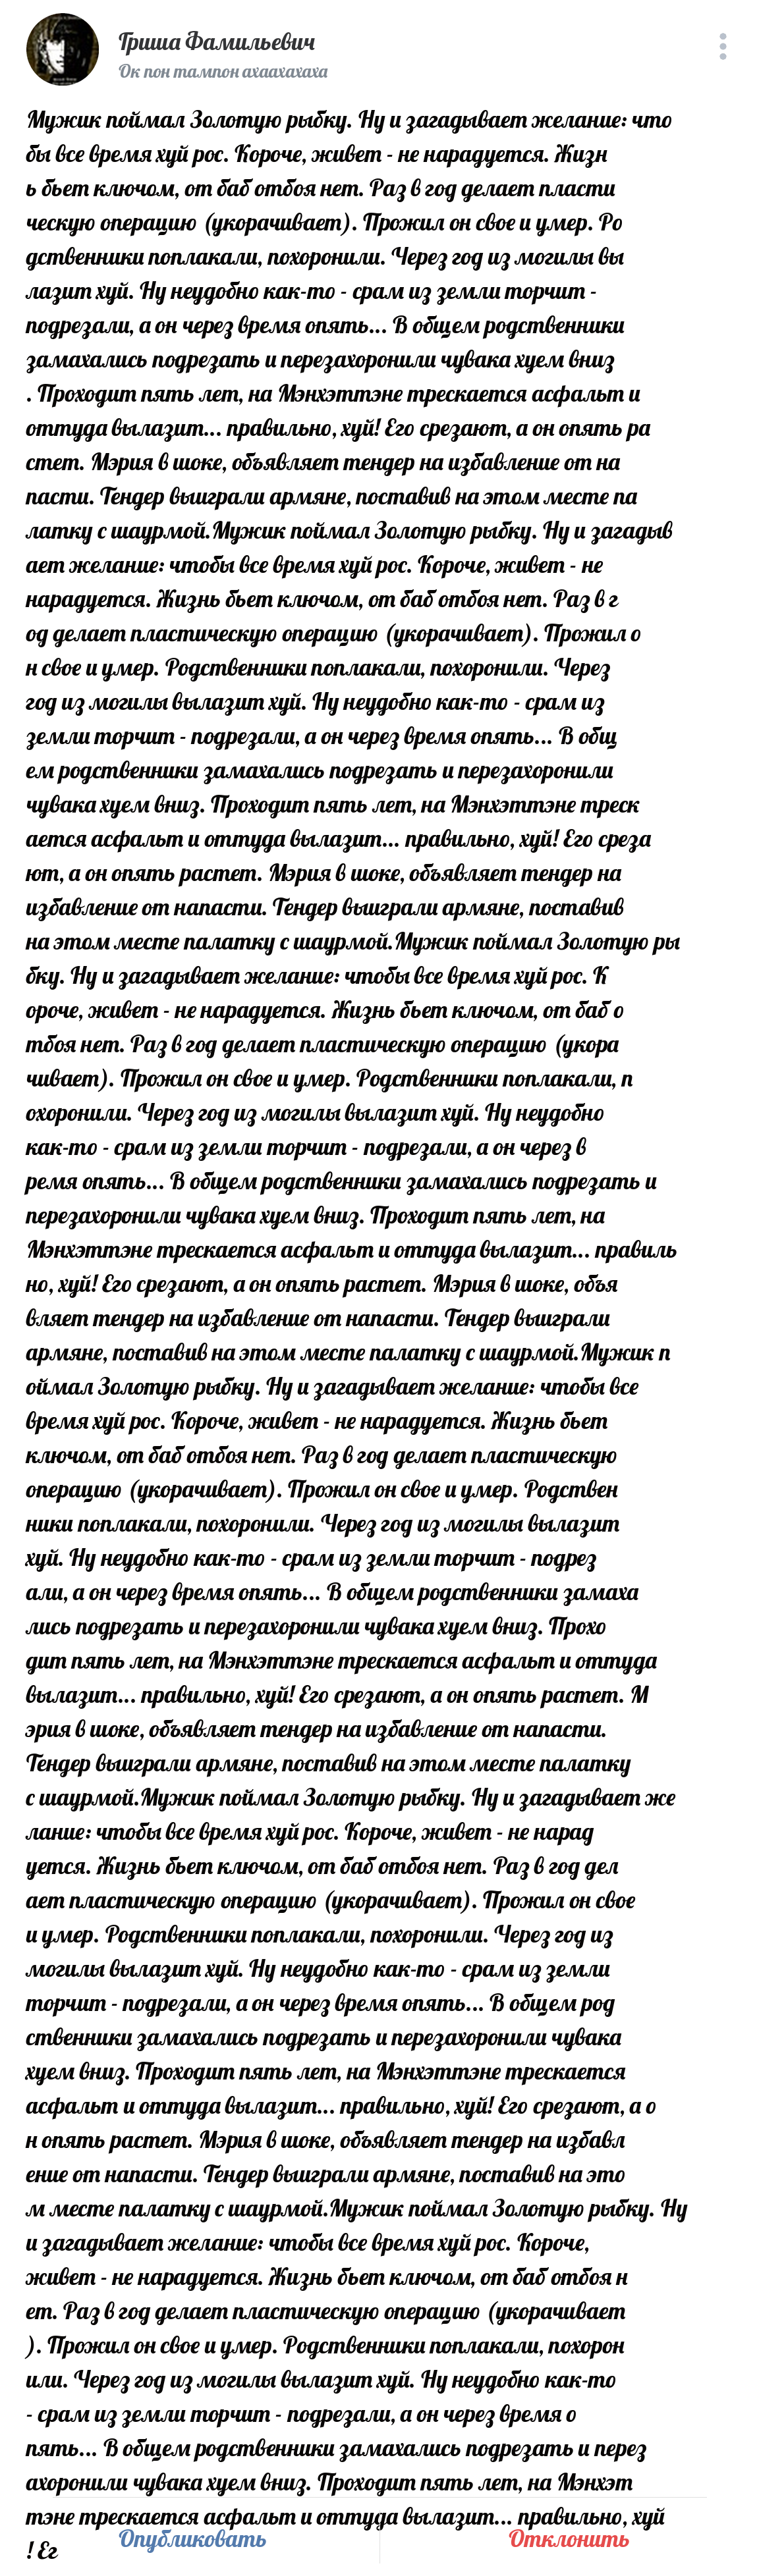 Гриша Фамильевич
Ок пон тампон ахаахахаха
Мужик поймал Золотую рыбку. Ну и загадывает желание: что
бы все время хуй рос. Короче, живет - не нарадуется. Жизн
ь бьет ключом, от баб отбоя нет. Раз в год делает пласти
ческую операцию (укорачивает). Прожил он свое и умер. Ро
дственники поплакали, похоронили. Через год из могилы вы
лазит хуй. Ну неудобно как-то - срам из земли торчит -
подрезали, а он через время опять... В общем родственники
замахались подрезать и перезахоронили чувака хуем вниз
. Проходит пять лет, на Мэнхэттэне трескается асфальт и
оттуда вылазит... правильно, хуй! Его срезают, а он опять ра
стет. Мэрия в шоке, объявляет тендер на избавление от на
пасти. Тендер выиграли армяне, поставив на этом месте па
латку с шаурмой.Мужик поймал Золотую рыбку. Ну и загадыв
ает желание: чтобы все время хуй рос. Короче, живет - не
нарадуется. Жизнь бьет ключом, от баб отбоя нет. Раз в г
од делает пластическую операцию (укорачивает). Прожил о
н свое и умер. Родственники поплакали, похоронили. Через
год из могилы вылазит хуй. Ну неудобно как-то - срам из
земли торчит - подрезали, а он через время опять... В общ
ем родственники замахались подрезать и перезахоронили
чувака хуем вниз. Проходит пять лет, на Мэнхэттэне треск
ается асфальт и оттуда вылазит... правильно, хуй! Его среза
ют, а он опять растет. Мэрия в шоке, объявляет тендер на
избавление от напасти. Тендер выиграли армяне, поставив
на этом месте палатку с шаурмой.Мужик поймал Золотую ры
бку. Ну и загадывает желание: чтобы все время хуй рос. К
ороче, живет - не нарадуется. Жизнь бьет ключом, от баб о
тбоя нет. Раз в год делает пластическую операцию (укора
чивает). Прожил он свое и умер. Родственники поплакали, п
охоронили. Через год из могилы вылазит хуй. Ну неудобно
как-то - срам из земли торчит - подрезали, а он через в
ремя опять... В общем родственники замахались подрезать и
перезахоронили чувака хуем вниз. Проходит пять лет, на
Мэнхэттэне трескается асфальт и оттуда вылазит... правиль
но, хуй! Его срезают, а он опять растет. Мэрия в шоке, объя
вляет тендер на избавление от напасти. Тендер выиграли
армяне, поставив на этом месте палатку с шаурмой.Мужик п
оймал Золотую рыбку. Ну и загадывает желание: чтобы все
время хуй рос. Короче, живет - не нарадуется. Жизнь бьет
ключом, от баб отбоя нет. Раз в год делает пластическую
операцию (укорачивает). Прожил он свое и умер. Родствен
ники поплакали, похоронили. Через год из могилы вылазит
хуй. Ну неудобно как-то - срам из земли торчит - подрез
али, а он через время опять... В общем родственники замаха
лись подрезать и перезахоронили чувака хуем вниз. Прохо
дит пять лет, на Мэнхэттэне трескается асфальт и оттуда
вылазит... правильно, хуй! Его срезают, а он опять растет. М
эрия в шоке, объявляет тендер на избавление от напасти.
Тендер выиграли армяне, поставив на этом месте палатку
с шаурмой.Мужик поймал Золотую рыбку. Ну и загадывает же
лание: чтобы все время хуй рос. Короче, живет - не нарад
уется. Жизнь бьет ключом, от баб отбоя нет. Раз в год дел
ает пластическую операцию (укорачивает). Прожил он свое
и умер. Родственники поплакали, похоронили. Через год из
могилы вылазит хуй. Ну неудобно как-то - срам из земли
торчит - подрезали, а он через время опять... В общем род
ственники замахались подрезать и перезахоронили чувака
хуем вниз. Проходит пять лет, на Мэнхэттэне трескается
асфальт и оттуда вылазит... правильно, хуй! Его срезают, а о
н опять растет. Мэрия в шоке, объявляет тендер на избавл
ение от напасти. Тендер выиграли армяне, поставив на это
м месте палатку с шаурмой.Мужик поймал Золотую рыбку. Ну
и загадывает желание: чтобы все время хуй рос. Короче,
живет - не нарадуется. Жизнь бьет ключом, от баб отбоя н
ет. Раз в год делает пластическую операцию (укорачивает
). Прожил он свое и умер. Родственники поплакали, похорон
или. Через год из могилы вылазит хуй. Ну неудобно как-то
- срам из земли торчит - подрезали, а он через время о
пять... В общем родственники замахались подрезать и перез
ахоронили чувака хуем вниз. Проходит пять лет, на Мэнхэт
тэне трескается асфальт и оттуда вылазит... правильно, хуй
! Ег
Опубликовать
Отклонить